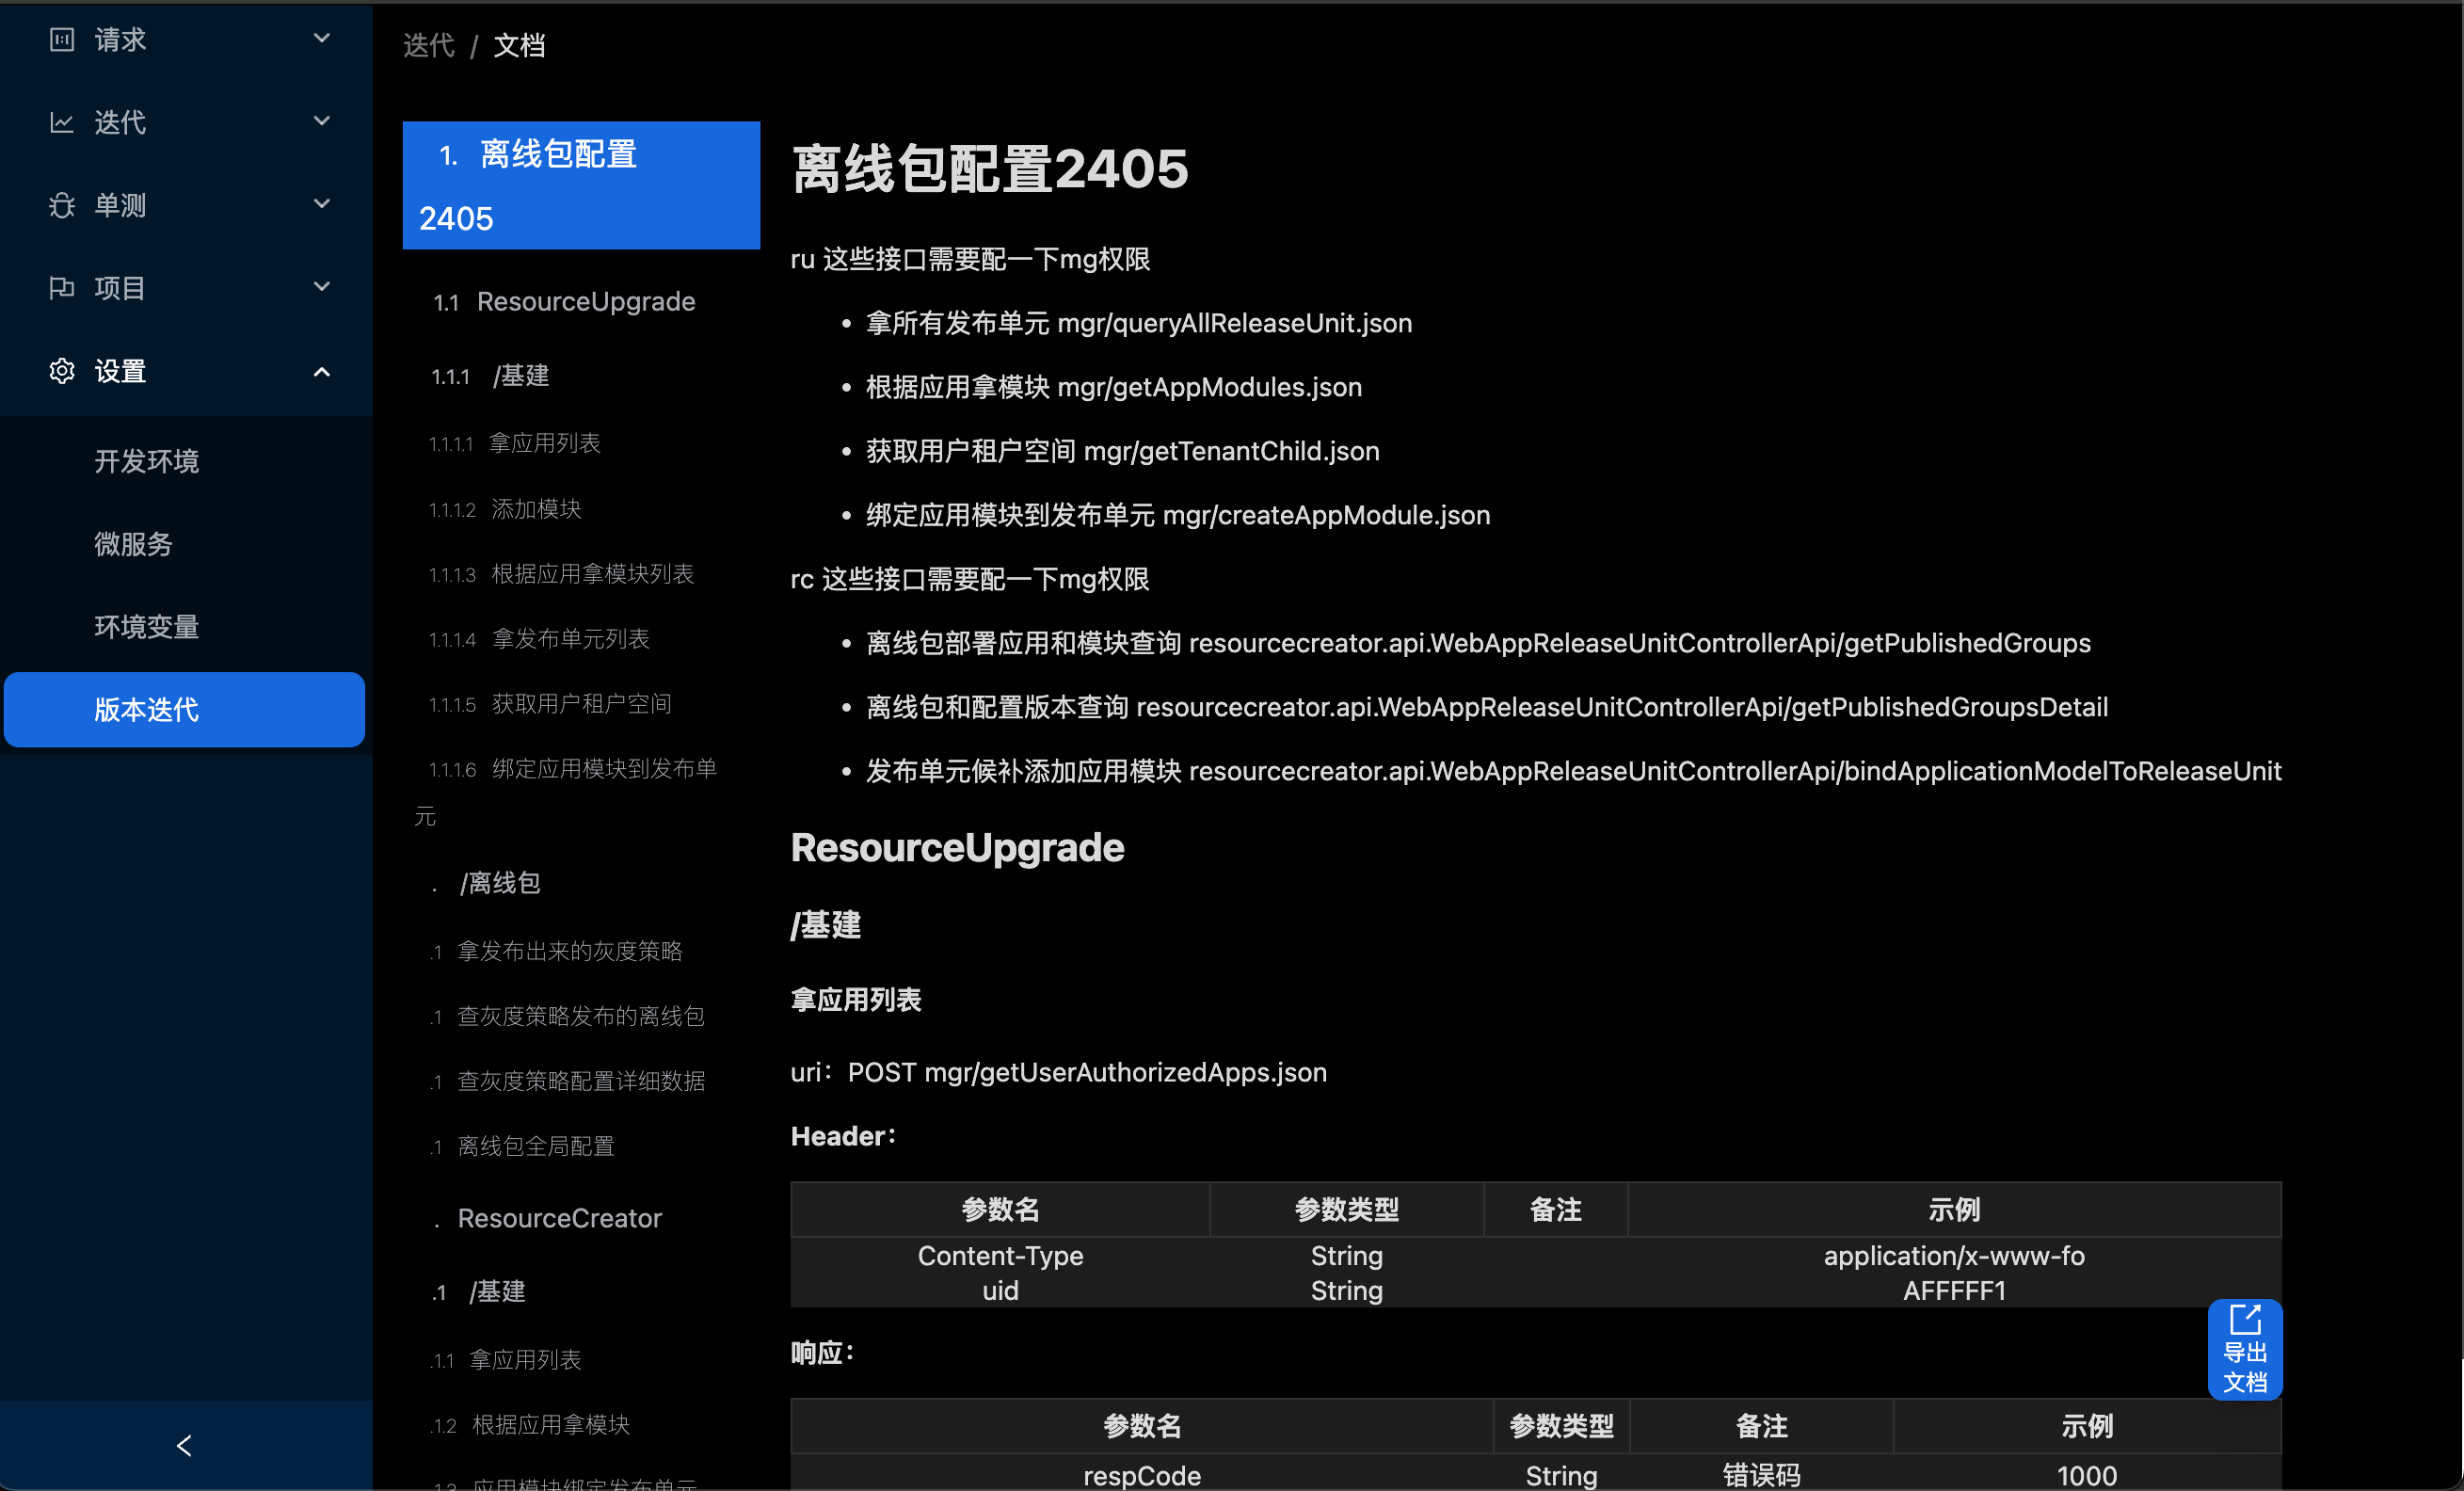 请求
迭代
单测
项目
设置
开发环境
微服务
环境变量
版本迭代
迭代 / 文档
1. 离线包配置
2405
1.1 ResourceUpgrade
1.1.1 /基建
1.1.1.1 拿应用列表
1.1.1.2 添加模块
1.1.1.3 根据应用拿模块列表
1.1.1.4 拿发布单元列表
1.1.1.5 获取用户租户空间
1.1.1.6 绑定应用模块到发布单
元
. /离线包
.1 拿发布出来的灰度策略
.1 查灰度策略发布的离线包
.1 查灰度策略配置详细数据
.1 离线包全局配置
. ResourceCreator
.1 /基建
.1.1 拿应用列表
.1.2 根据应用拿模块
.1.3 应用模块绑定发布单元
离线包配置2405
ru 这些接口需要配一下mg权限
• 拿所有发布单元 mgr/queryAllReleaseUnit.json
• 根据应用拿模块 mgr/getAppModules.json
• 获取用户租户空间 mgr/getTenantChild.json
• 绑定应用模块到发布单元 mgr/createAppModule.json
rc 这些接口需要配一下mg权限
• 离线包部署应用和模块查询 resourcecreator.api.WebAppReleaseUnitControllerApi/getPublishedGroups
• 离线包和配置版本查询 resourcecreator.api.WebAppReleaseUnitControllerApi/getPublishedGroupsDetail
• 发布单元候补添加应用模块 resourcecreator.api.WebAppReleaseUnitControllerApi/bindApplicationModelToReleaseUnit
ResourceUpgrade
/基建
拿应用列表
uri：POST mgr/getUserAuthorizedApps.json
Header：
参数名 参数类型 备注 示例
Content-Type String application/x-www-fo
uid String AFFFFF1
响应：
参数名 参数类型 备注 示例
respCode String 错误码 1000
导出
文档